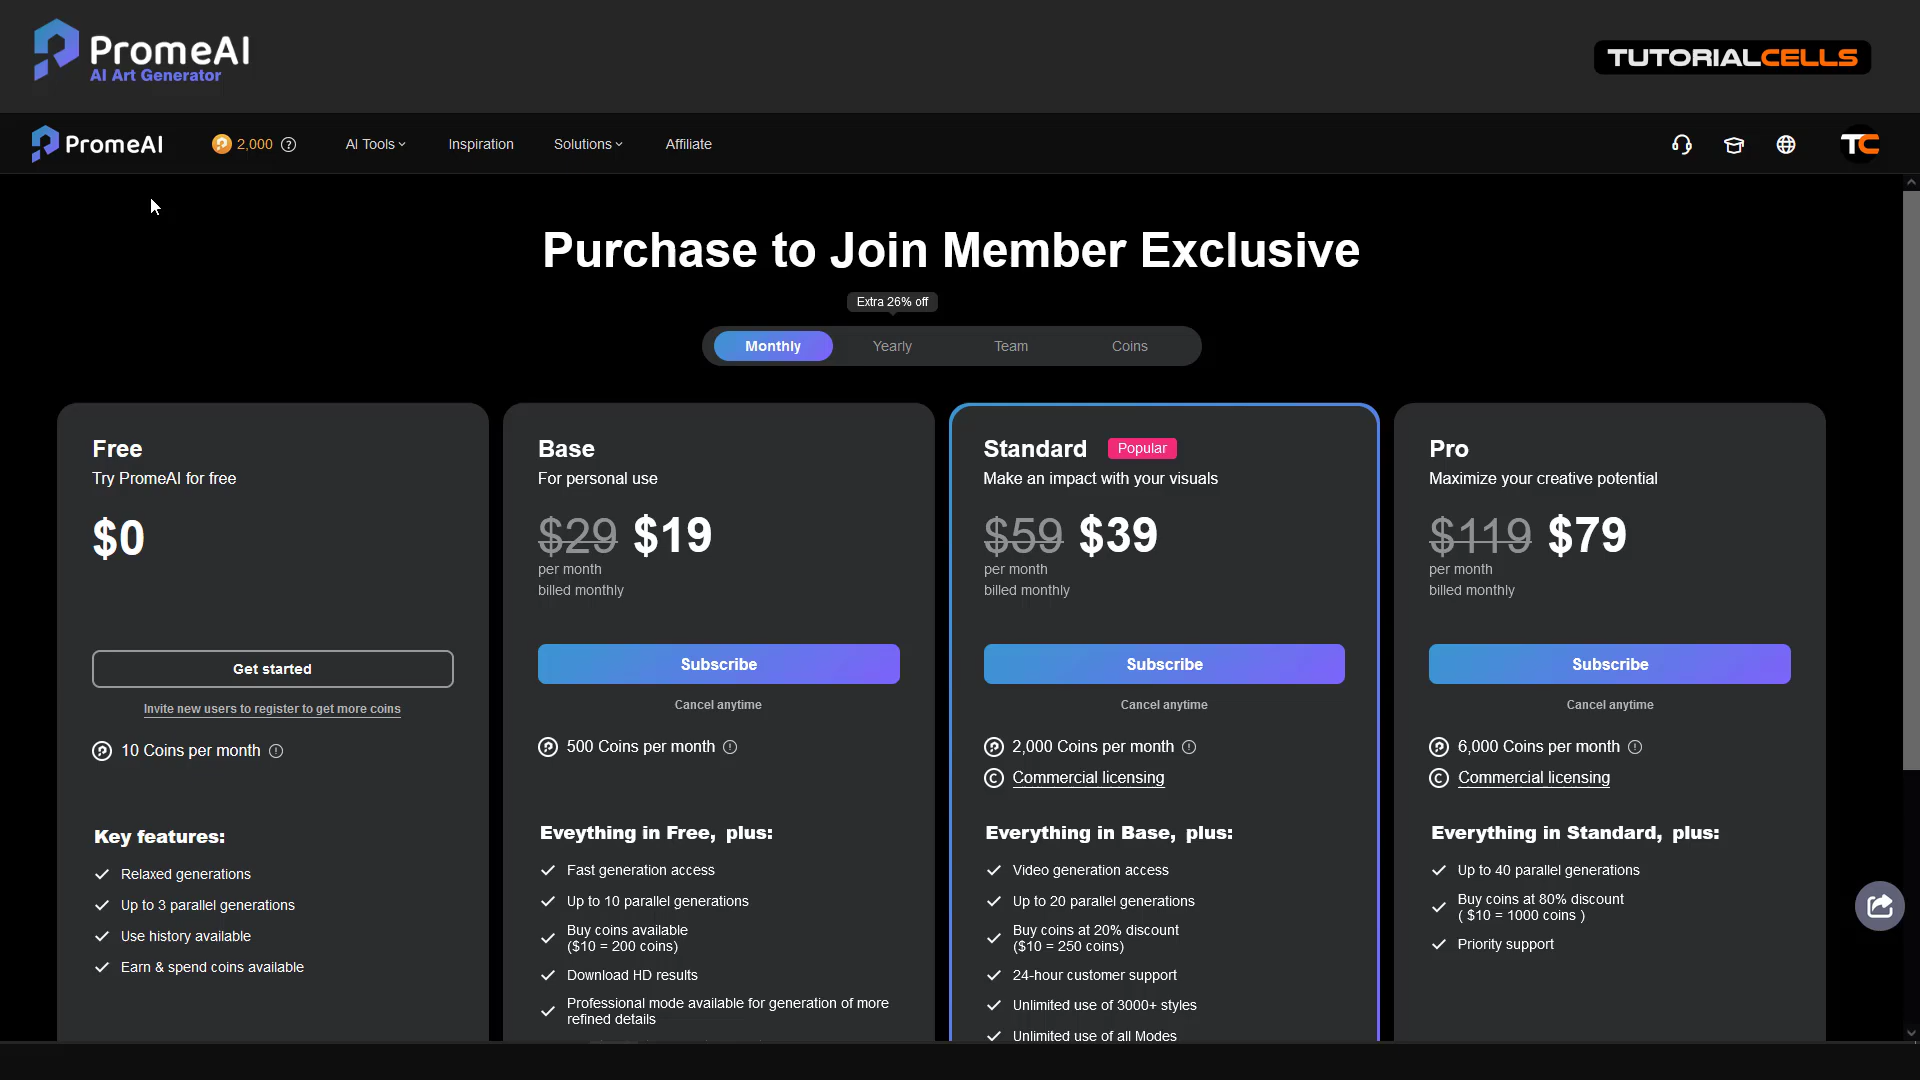 PromeAI
AI Art Generator
TUTORIALCELLS
PromeAI
2,000
AI Tools
Inspiration
Solutions
Affiliate
TC
Purchase to Join Member Exclusive
Extra 26% off
Monthly
Yearly
Team
Coins
Free
Try PromeAI for free
$0
Get started
Invite new users to register to get more coins
10 Coins per month
Key features:
Relaxed generations
Up to 3 parallel generations
Use history available
Earn & spend coins available
Base
For personal use
$29 $19
per month
billed monthly
Subscribe
Cancel anytime
500 Coins per month
Eveything in Free, plus:
Fast generation access
Up to 10 parallel generations
Buy coins available
($10 = 200 coins)
Download HD results
Professional mode available for generation of more
refined details
Standard
Popular
Make an impact with your visuals
$59 $39
per month
billed monthly
Subscribe
Cancel anytime
2,000 Coins per month
Commercial licensing
Everything in Base, plus:
Video generation access
Up to 20 parallel generations
Buy coins at 20% discount
($10 = 250 coins)
24-hour customer support
Unlimited use of 3000+ styles
Unlimited use of all Modes
Pro
Maximize your creative potential
$119 $79
per month
billed monthly
Subscribe
Cancel anytime
6,000 Coins per month
Commercial licensing
Everything in Standard, plus:
Up to 40 parallel generations
Buy coins at 80% discount
( $10 = 1000 coins )
Priority support